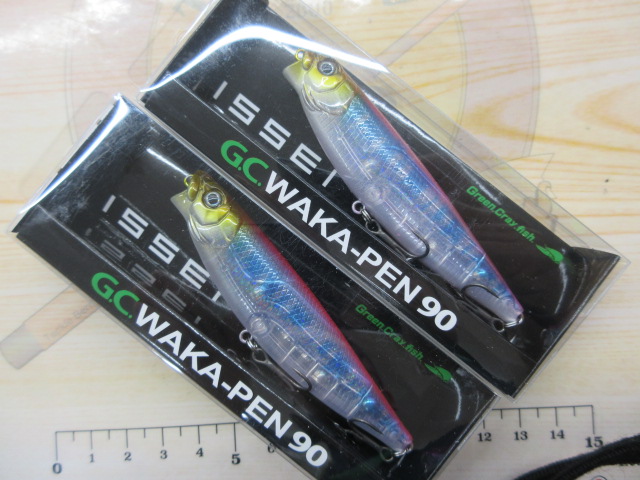 ISSEI
G.C.WAKA-PEN 90
Green.Cray.fish
ISSEI
G.C.WAKA-PEN 90
Green.Cray.fish
0 1 2 3 4 5 6 12 13 14 15